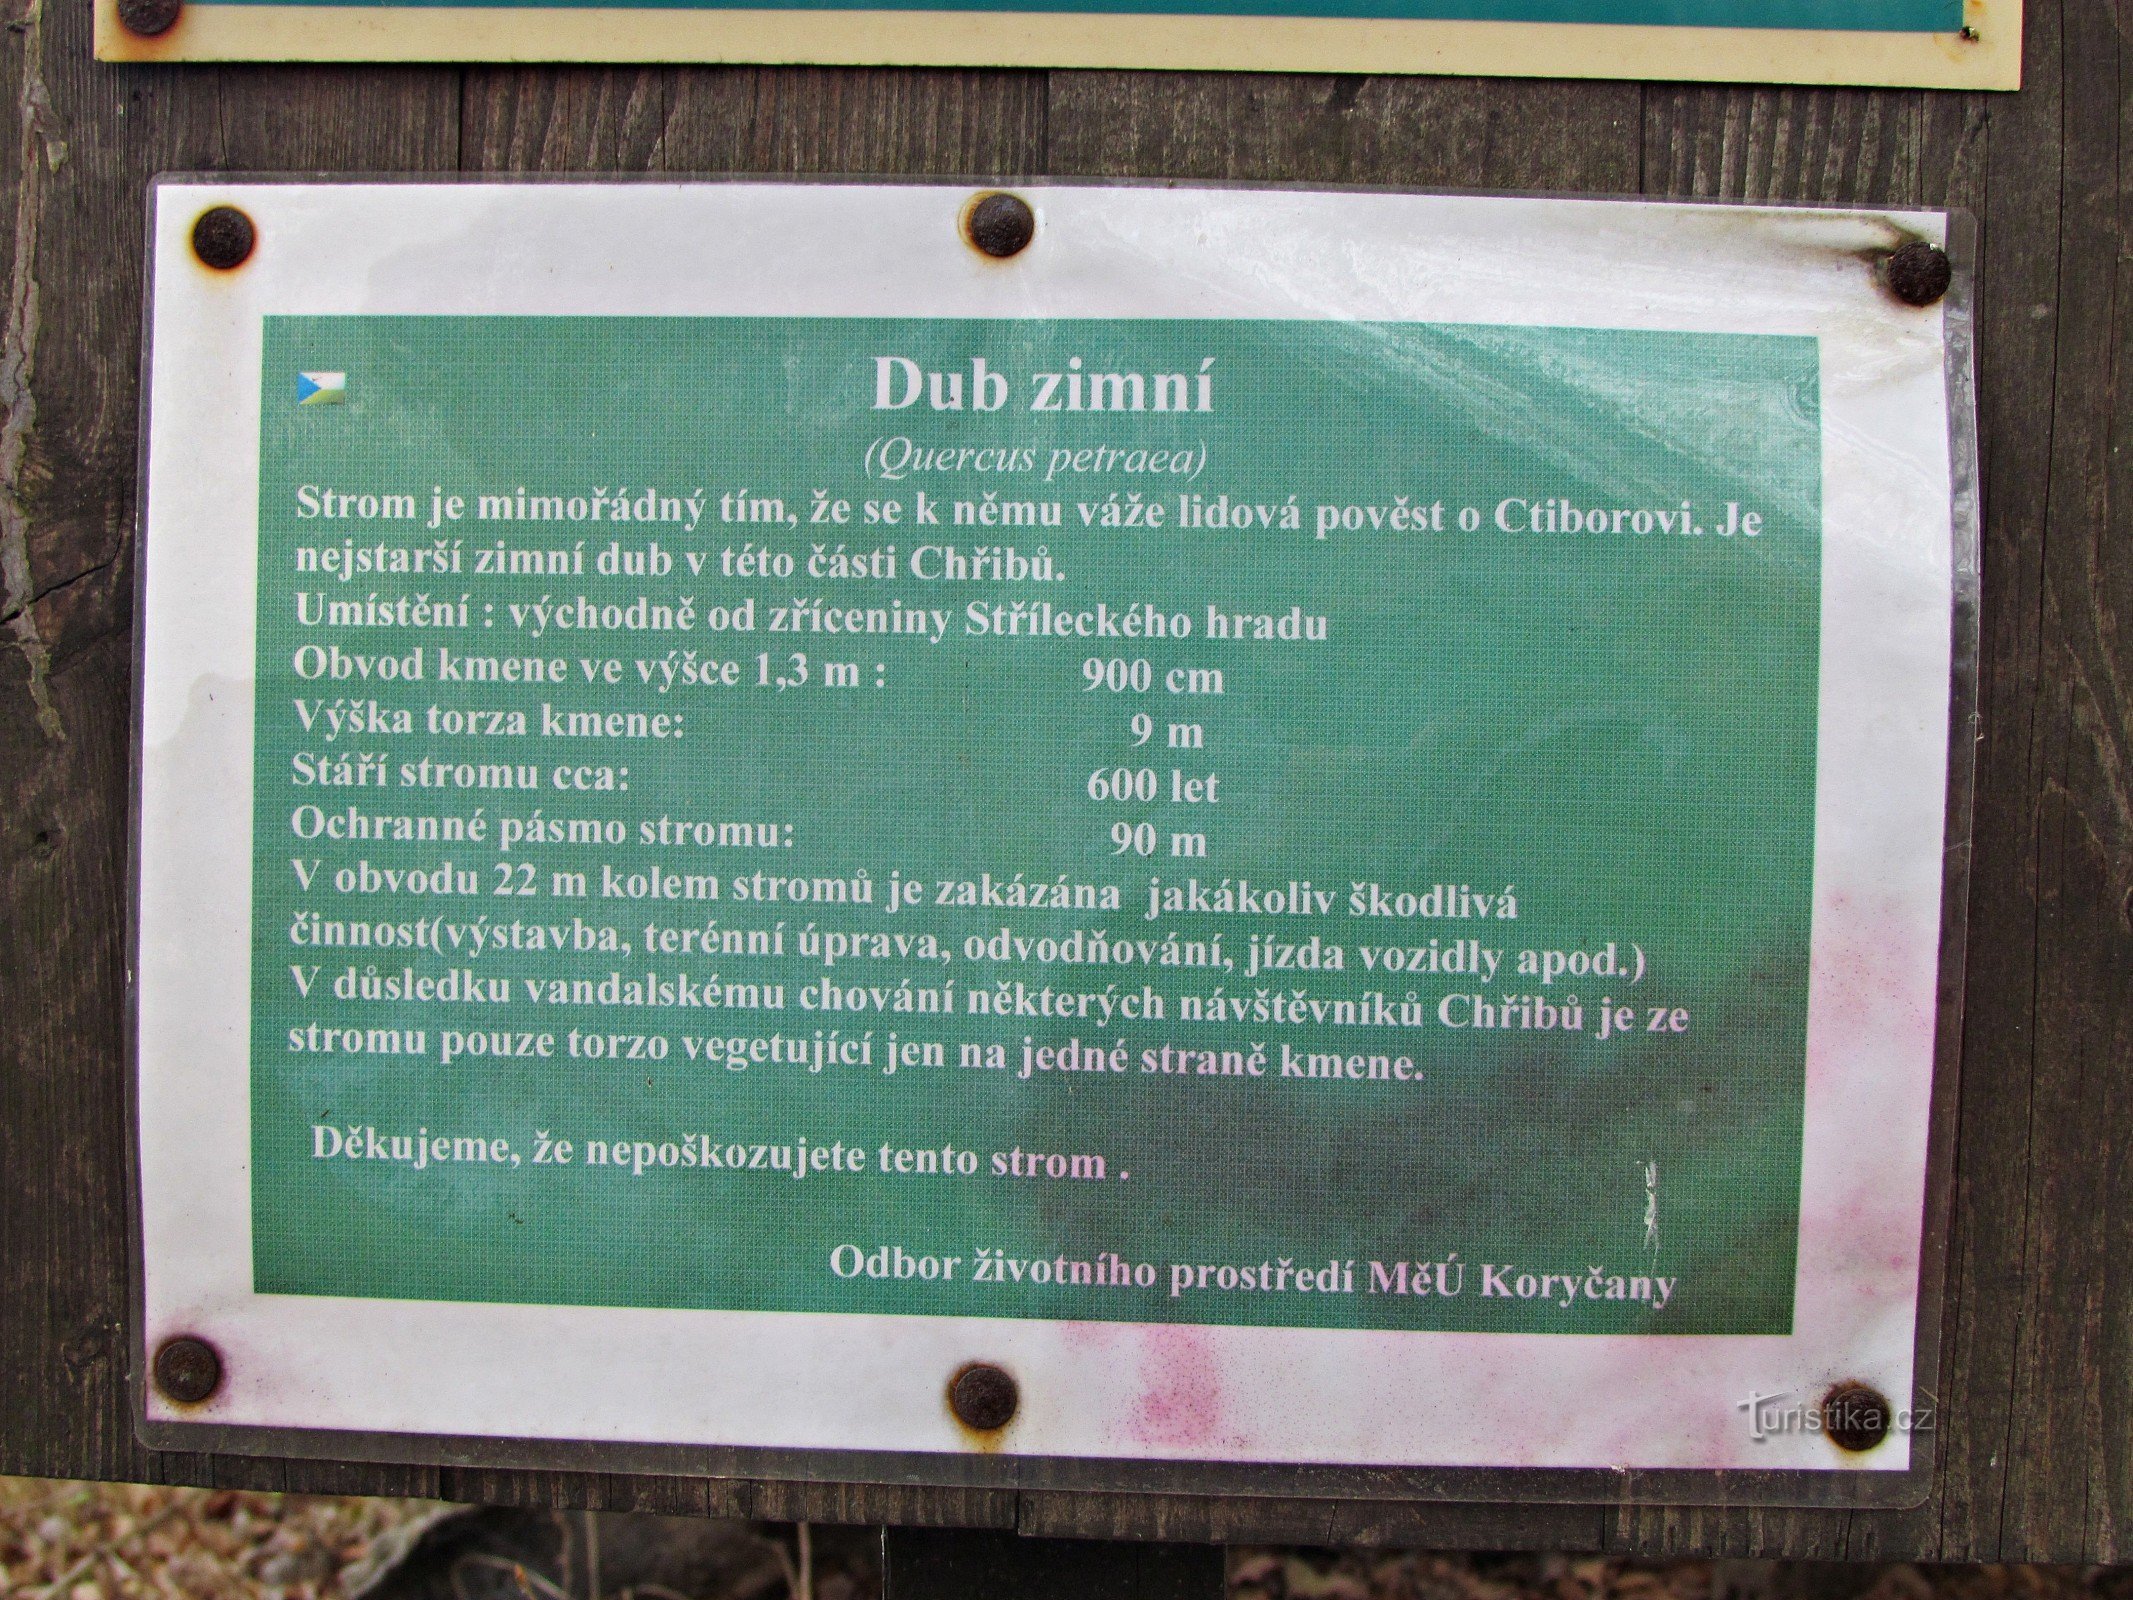 Dub zimní
(Quercus petraea)
Strom je mimořádný tím, že se k němu váže lidová pověst o Ctiborovi. Je
nejstarší zimní dub v této části Chřibů.
Umístění : východně od zříceniny Stříleckého hradu
Obvod kmene ve výšce 1,3 m : 900 cm
Výška torza kmene: 9 m
Stáří stromu cca: 600 let
Ochranné pásmo stromu: 90 m
V obvodu 22 m kolem stromů je zakázána jakákoliv škodlivá
činnost(výstavba, terénní úprava, odvodňování, jízda vozidly apod.)
V důsledku vandalskému chování některých návštěvníků Chřibů je ze
stromu pouze torzo vegetující jen na jedné straně kmene.
Děkujeme, že nepoškozujete tento strom .
Odbor životního prostředí MěÚ Koryčany
Turistika.cz